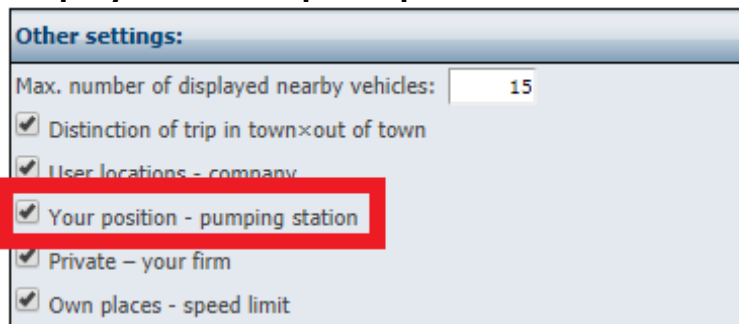 Other settings:
Max. number of displayed nearby vehicles: 15
Distinction of trip in town×out of town
User locations - company
Your position - pumping station
Private – your firm
Own places - speed limit